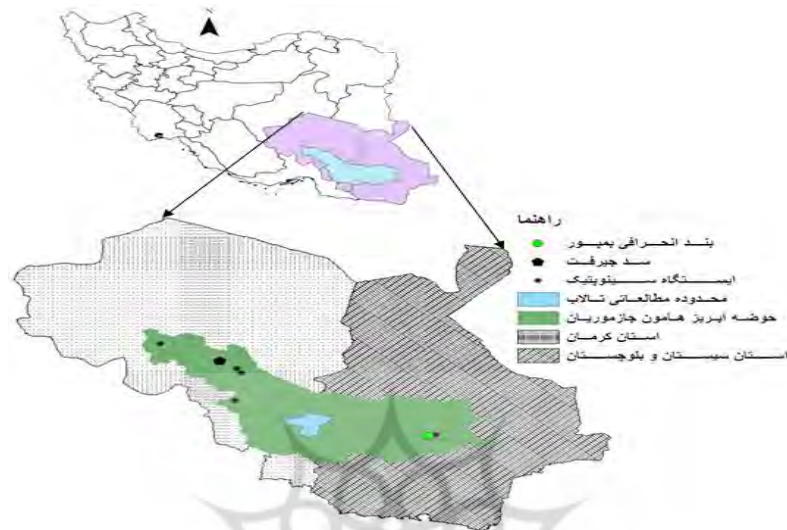 N
راهنما
بند انحرافی بمپور
سد جیرفت
ایستگاه سینوپتیک
محدوده مطالعاتی تالاب
حوضه ابریز هامون جازموریان
استان کرمان
استان سیستان و بلوچستان